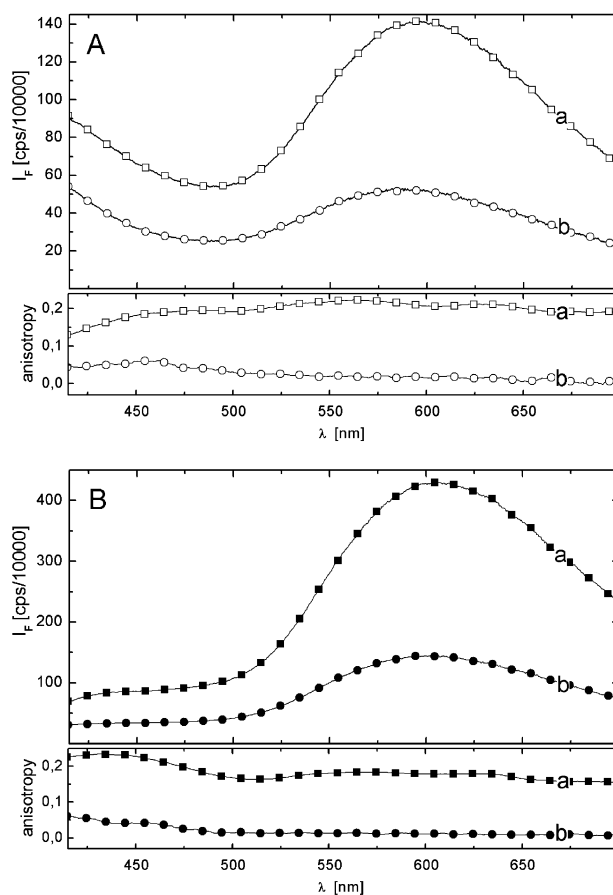 A
140
120
100
80
60
40
20
I_F [cps/10000]
a
b
0,2
0,1
0,0
anisotropy
a
b
450 500 550 600 650
λ [nm]
B
400
300
200
100
I_F [cps/10000]
a
b
0,2
0,1
0,0
anisotropy
a
b
450 500 550 600 650
λ [nm]